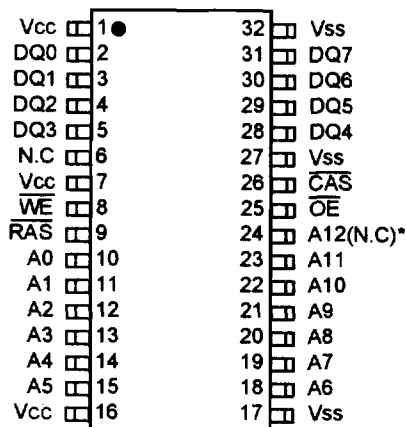 Vcc 1 32 Vss
DQ0 2 31 DQ7
DQ1 3 30 DQ6
DQ2 4 29 DQ5
DQ3 5 28 DQ4
N.C 6 27 Vss
Vcc 7 26 CAS
WE 8 25 OE
RAS 9 24 A12(N.C)*
A0 10 23 A11
A1 11 22 A10
A2 12 21 A9
A3 13 20 A8
A4 14 19 A7
A5 15 18 A6
Vcc 16 17 Vss